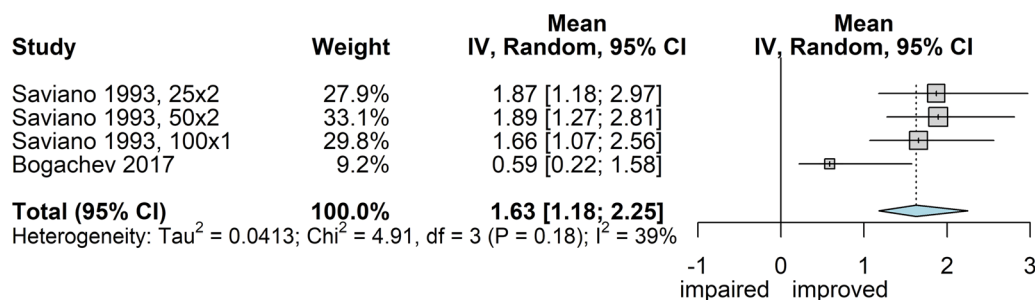 Mean Mean
Study Weight IV, Random, 95% CI IV, Random, 95% CI
Saviano 1993, 25x2 27.9% 1.87 [1.18; 2.97]
Saviano 1993, 50x2 33.1% 1.89 [1.27; 2.81]
Saviano 1993, 100x1 29.8% 1.66 [1.07; 2.56]
Bogachev 2017 9.2% 0.59 [0.22; 1.58]
Total (95% CI) 100.0% 1.63 [1.18; 2.25]
Heterogeneity: Tau² = 0.0413; Chi² = 4.91, df = 3 (P = 0.18); I² = 39%
-1 0 1 2 3
impaired improved